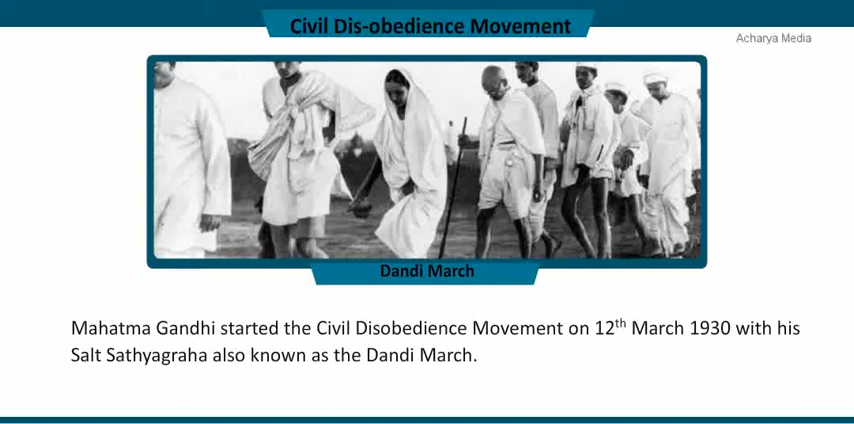 Civil Dis-obedience Movement
Acharya Media
Dandi March
Mahatma Gandhi started the Civil Disobedience Movement on 12th March 1930 with his
Salt Sathyagraha also known as the Dandi March.